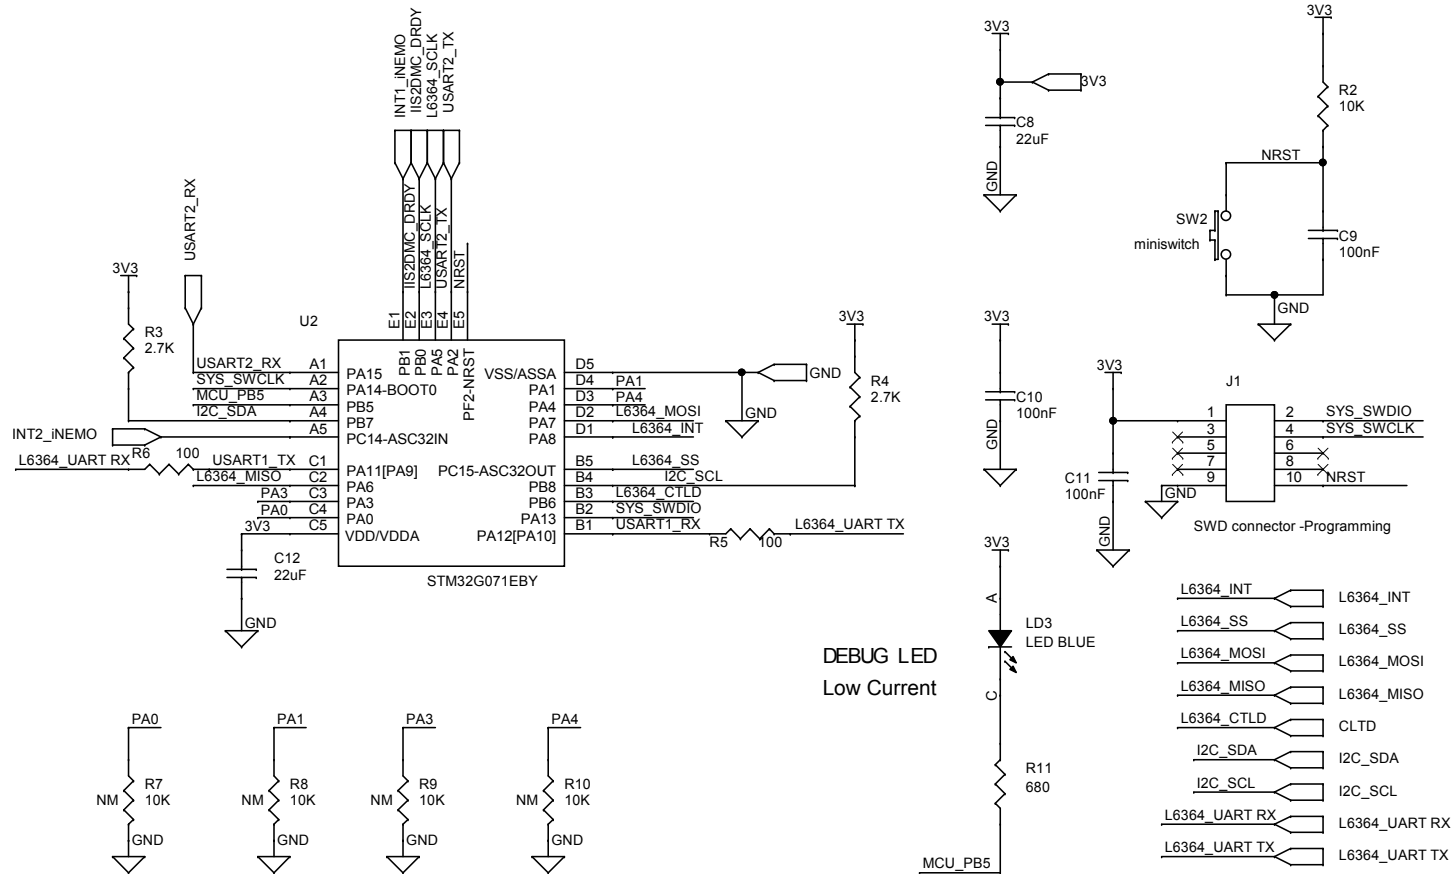 INT1_iNEMO
IIS2DMC_DRDY
L6364_SCLK
USART2_TX
USART2_RX
IIS2DMC_DRDY
L6364_SCLK
USART2_TX
NRST
E1
E2
E3
E4
E5
3V3
R3
2.7K
U2
USART2_RX A1 PA15
SYS_SWCLK A2 PA14-BOOT0
MCU_PB5 A3 PB5
I2C_SDA A4 PB7
INT2_iNEMO A5 PC14-ASC32IN
L6364_UART RX R6 100 USART1_TX C1 PA11[PA9]
L6364_MISO C2 PA6
PA3 C3 PA3
PA0 C4 PA0
3V3 C5 VDD/VDDA
PB1
PB0
PA5
PA2
PF2-NRST
VSS/ASSA D5 GND
PA1 D4 PA1
PA4 D3 PA4
PA7 D2 L6364_MOSI
PA8 D1 L6364_INT
PC15-ASC32OUT B5 L6364_SS
PB8 B4 I2C_SCL
PB6 B3 L6364_CTLD
PA13 B2 SYS_SWDIO
PA12[PA10] B1 USART1_RX R5 100 L6364_UART TX
STM32G071EBY
GND
3V3
R4
2.7K
C12
22uF
GND
3V3
3V3
C8
22uF
GND
3V3
R2
10K
NRST
SW2
miniswitch
C9
100nF
GND
3V3
C10
100nF
GND
3V3
J1
1 2 SYS_SWDIO
3 4 SYS_SWCLK
5 6
7 8
9 10 NRST
GND
C11
100nF
GND
SWD connector -Programming
3V3
A
LD3
LED BLUE
C
DEBUG LED
Low Current
R11
680
MCU_PB5
PA0
NM R7
10K
GND
PA1
NM R8
10K
GND
PA3
NM R9
10K
GND
PA4
NM R10
10K
GND
L6364_INT L6364_INT
L6364_SS L6364_SS
L6364_MOSI L6364_MOSI
L6364_MISO L6364_MISO
L6364_CTLD CLTD
I2C_SDA I2C_SDA
I2C_SCL I2C_SCL
L6364_UART RX L6364_UART RX
L6364_UART TX L6364_UART TX